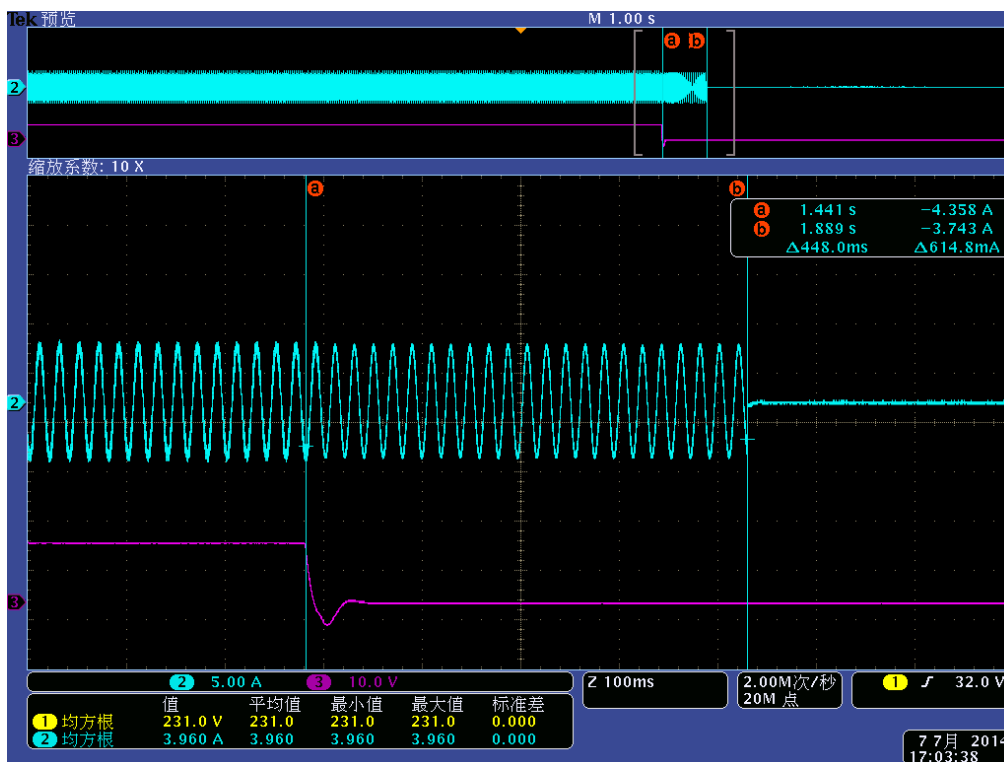 Tek 预览 M 1.00 s
a b
2
3
缩放系数: 10 X
a b
a 1.441 s −4.358 A
b 1.889 s −3.743 A
Δ448.0ms Δ614.8mA
2
3
2 5.00 A 3 10.0 V Z 100ms 2.00M次/秒 1 32.0 V
20M 点
值 平均值 最小值 最大值 标准差
1 均方根 231.0 V 231.0 231.0 231.0 0.000
2 均方根 3.960 A 3.960 3.960 3.960 0.000
7 7月 2014
17:03:38